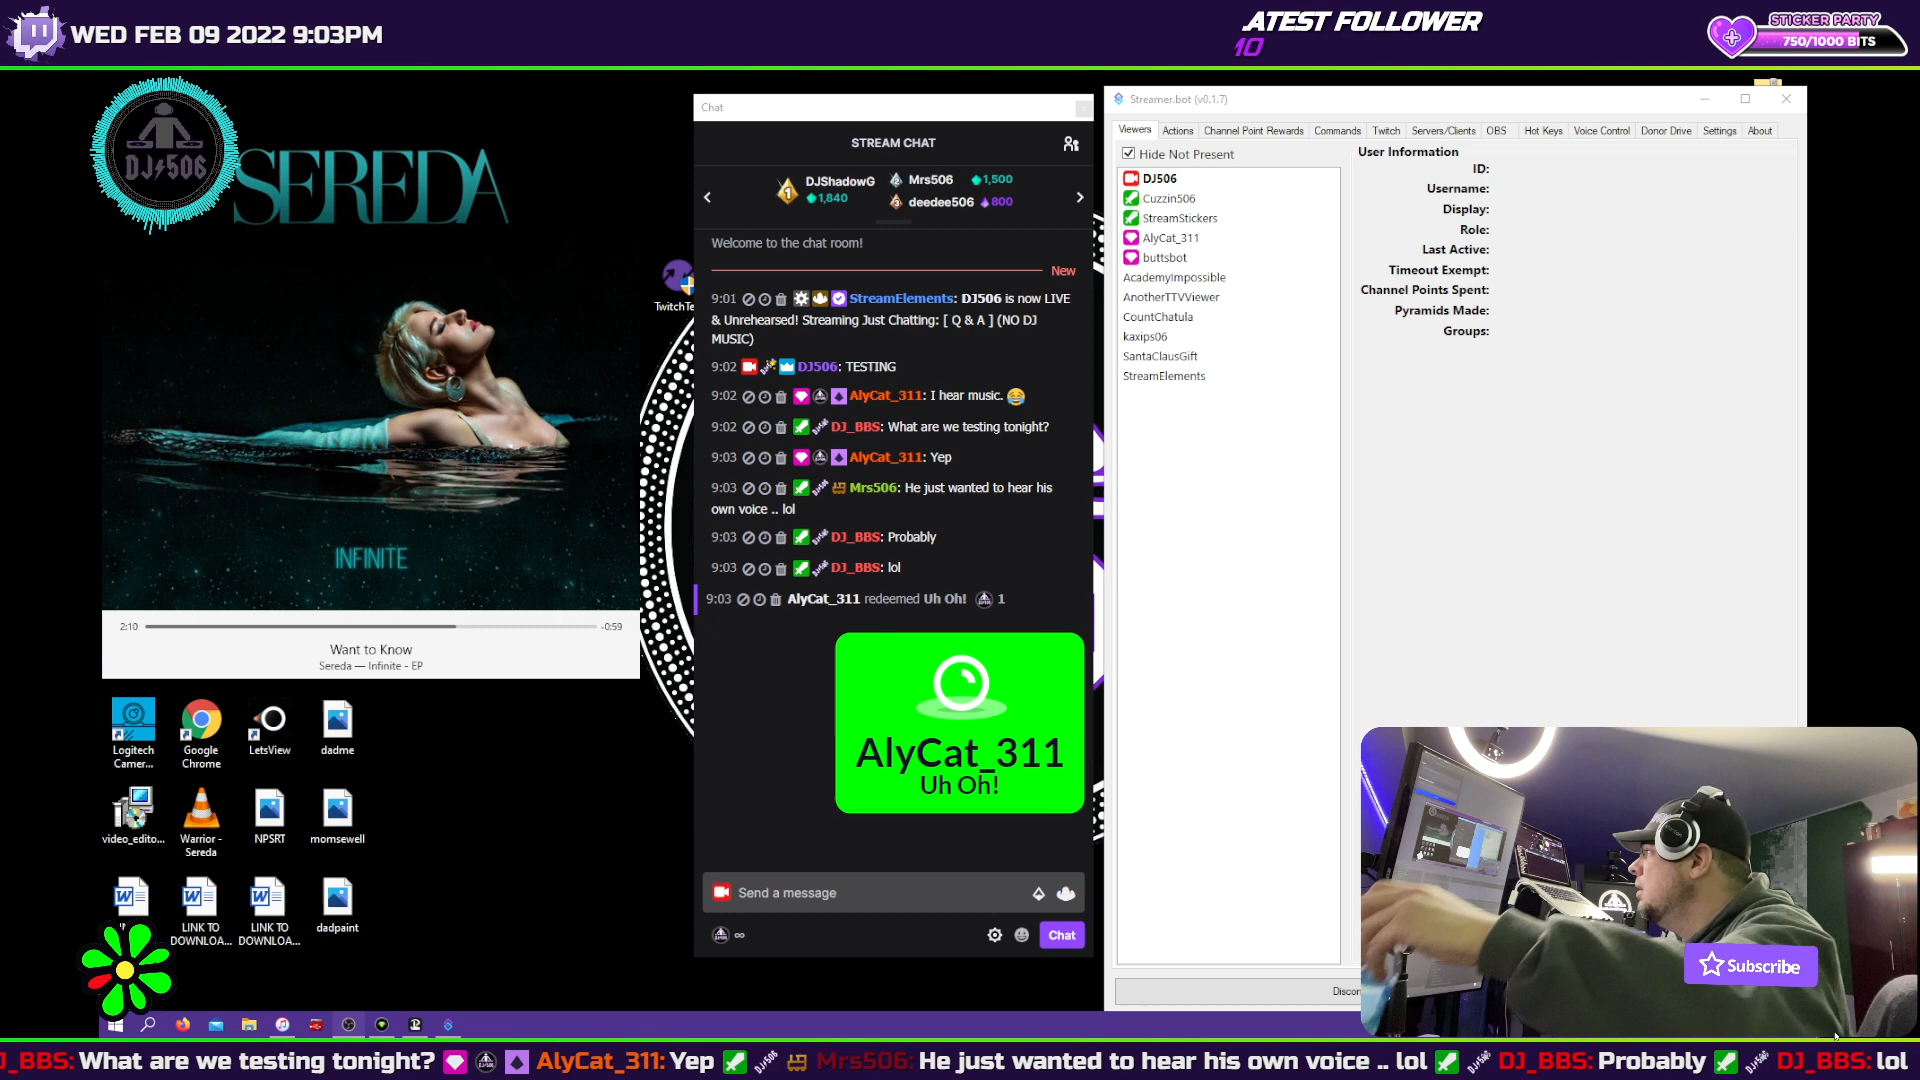 WED FEB 09 2022 9:03PM
ATEST FOLLOWER
10
STICKER PARTY
750/1000 BITS
DJ506
SEREDA
INFINITE
2:10
-0:59
Want to Know
Sereda — Infinite - EP
Logitech Camer...
Google Chrome
LetsView
dadme
video_edito...
Warrior - Sereda
NPSRT
momsewell
LINK TO DOWNLOA...
LINK TO DOWNLOA...
dadpaint
TwitchTe
Chat
STREAM CHAT
1 DJShadowG 1,840
2 Mrs506 1,500
3 deedee506 800
Welcome to the chat room!
New
9:01 StreamElements: DJ506 is now LIVE
& Unrehearsed! Streaming Just Chatting: [ Q & A ] (NO DJ
MUSIC)
9:02 DJ506: TESTING
9:02 AlyCat_311: I hear music. 😂
9:02 DJ_BBS: What are we testing tonight?
9:03 AlyCat_311: Yep
9:03 Mrs506: He just wanted to hear his
own voice .. lol
9:03 DJ_BBS: Probably
9:03 DJ_BBS: lol
9:03 AlyCat_311 redeemed Uh Oh! 1
AlyCat_311
Uh Oh!
Send a message
∞
Chat
Streamer.bot (v0.1.7)
Viewers Actions Channel Point Rewards Commands Twitch Servers/Clients OBS Hot Keys Voice Control Donor Drive Settings About
Hide Not Present
DJ506
Cuzzin506
StreamStickers
AlyCat_311
buttsbot
AcademyImpossible
AnotherTTVViewer
CountChatula
kaxips06
SantaClausGift
StreamElements
User Information
ID:
Username:
Display:
Role:
Last Active:
Timeout Exempt:
Channel Points Spent:
Pyramids Made:
Groups:
Discon
Subscribe
J_BBS: What are we testing tonight? AlyCat_311: Yep Mrs506: He just wanted to hear his own voice .. lol DJ_BBS: Probably DJ_BBS: lol